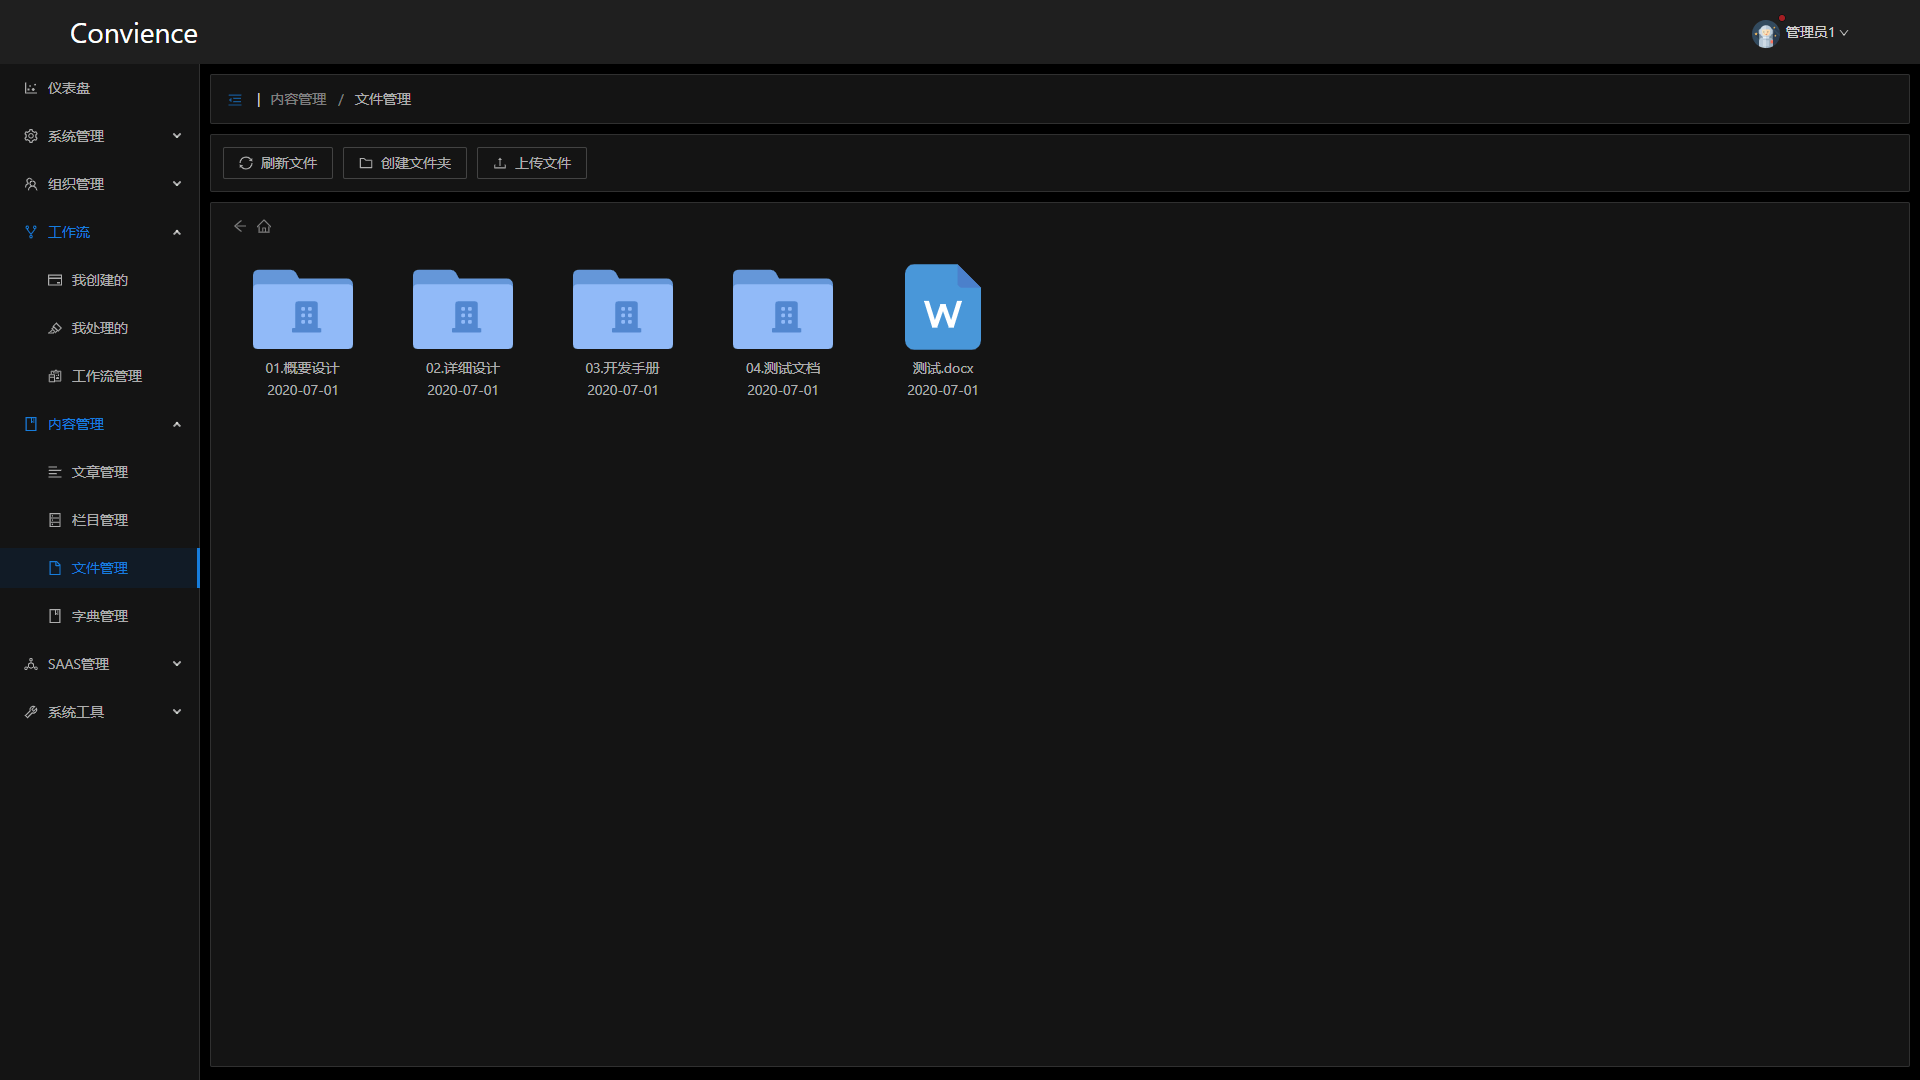 Convience
管理员1
仪表盘
系统管理
组织管理
工作流
我创建的
我处理的
工作流管理
内容管理
文章管理
栏目管理
文件管理
字典管理
SAAS管理
系统工具
| 内容管理 / 文件管理
刷新文件 创建文件夹 上传文件
01.概要设计 02.详细设计 03.开发手册 04.测试文档 测试.docx
2020-07-01 2020-07-01 2020-07-01 2020-07-01 2020-07-01
W